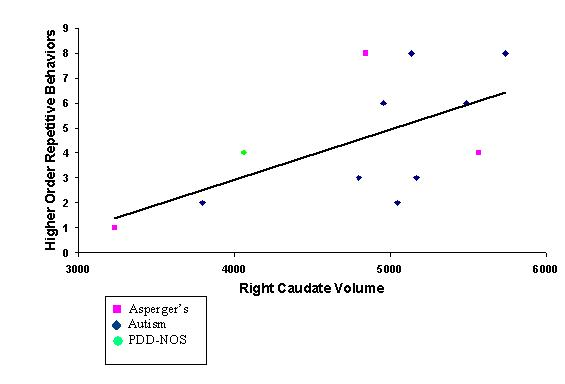 9
8
7
6
5
4
3
2
1
0
Higher Order Repetitive Behaviors
3000 4000 5000 6000
Right Caudate Volume
Asperger's
Autism
PDD-NOS